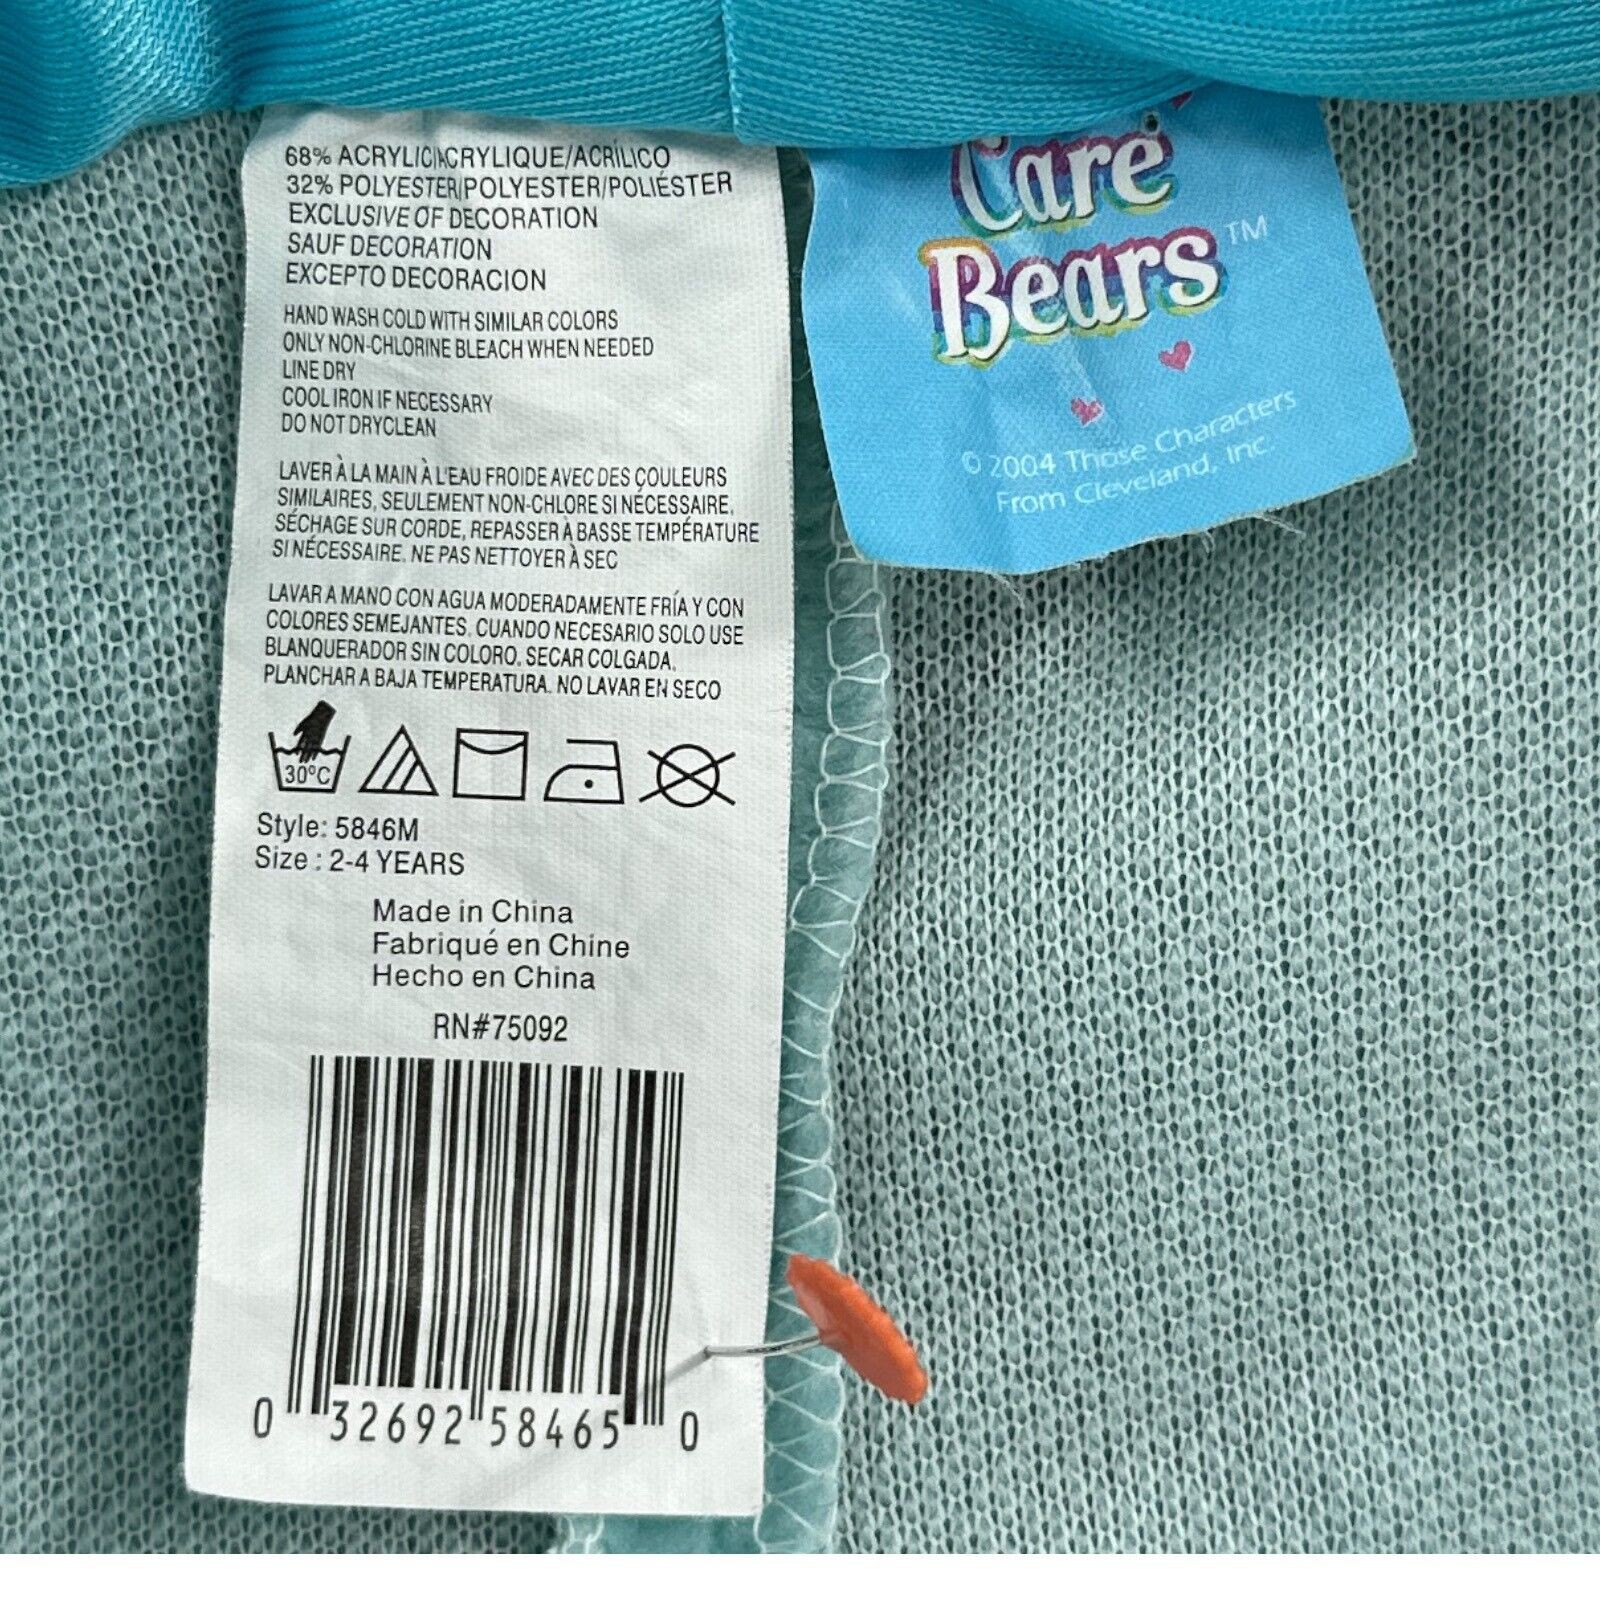 68% ACRYLIC/ACRYLIQUE/ACRÍLICO
32% POLYESTER/POLYESTER/POLIÉSTER
EXCLUSIVE OF DECORATION
SAUF DECORATION
EXCEPTO DECORACION
HAND WASH COLD WITH SIMILAR COLORS
ONLY NON-CHLORINE BLEACH WHEN NEEDED
LINE DRY
COOL IRON IF NECESSARY
DO NOT DRYCLEAN
LAVER À LA MAIN À L'EAU FROIDE AVEC DES COULEURS
SIMILAIRES, SEULEMENT NON-CHLORE SI NÉCESSAIRE.
SÉCHAGE SUR CORDE, REPASSER À BASSE TEMPÉRATURE
SI NÉCESSAIRE. NE PAS NETTOYER À SEC
LAVAR A MANO CON AGUA MODERADAMENTE FRÍA Y CON
COLORES SEMEJANTES. CUANDO NECESARIO SOLO USE
BLANQUERADOR SIN COLORO. SECAR COLGADA.
PLANCHAR A BAJA TEMPERATURA. NO LAVAR EN SECO
30°C
Style: 5846M
Size : 2-4 YEARS
Made in China
Fabriqué en Chine
Hecho en China
RN#75092
0 32692 58465 0
Care
Bears™
© 2004 Those Characters
From Cleveland, Inc.